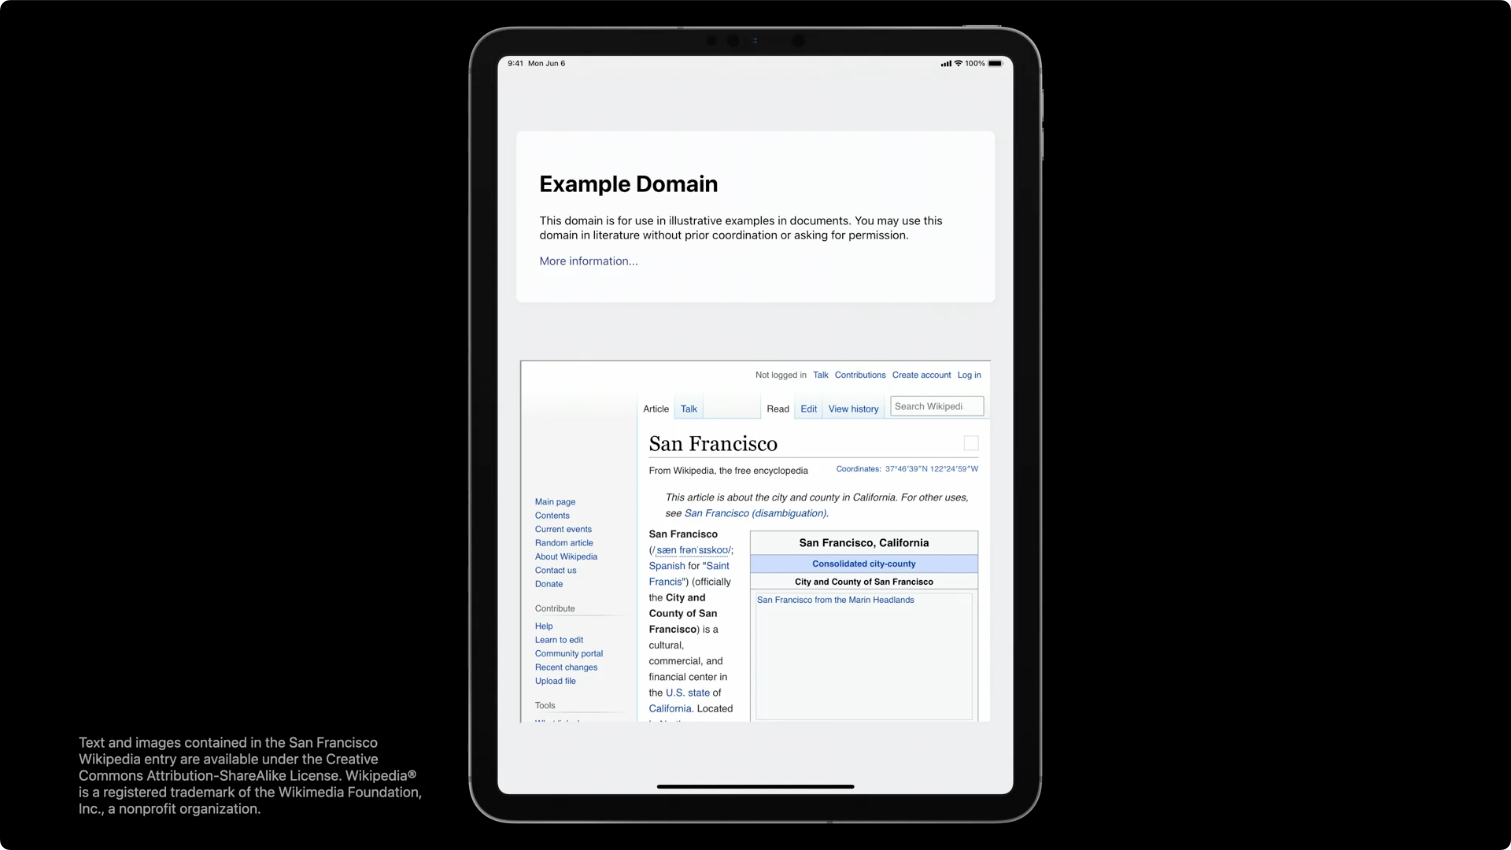 9:41 Mon Jun 6
100%
Example Domain
This domain is for use in illustrative examples in documents. You may use this
domain in literature without prior coordination or asking for permission.
More information...
Not logged in Talk Contributions Create account Log in
Article Talk Read Edit View history Search Wikipedi
San Francisco
From Wikipedia, the free encyclopedia
Coordinates: 37°46′39″N 122°24′59″W
This article is about the city and county in California. For other uses,
see San Francisco (disambiguation).
Main page
Contents
Current events
Random article
About Wikipedia
Contact us
Donate
Contribute
Help
Learn to edit
Community portal
Recent changes
Upload file
Tools
San Francisco
(/ˌsæn frənˈsɪskoʊ/;
Spanish for "Saint
Francis") (officially
the City and
County of San
Francisco) is a
cultural,
commercial, and
financial center in
the U.S. state of
California. Located
San Francisco, California
Consolidated city-county
City and County of San Francisco
San Francisco from the Marin Headlands
Text and images contained in the San Francisco
Wikipedia entry are available under the Creative
Commons Attribution-ShareAlike License. Wikipedia®
is a registered trademark of the Wikimedia Foundation,
Inc., a nonprofit organization.